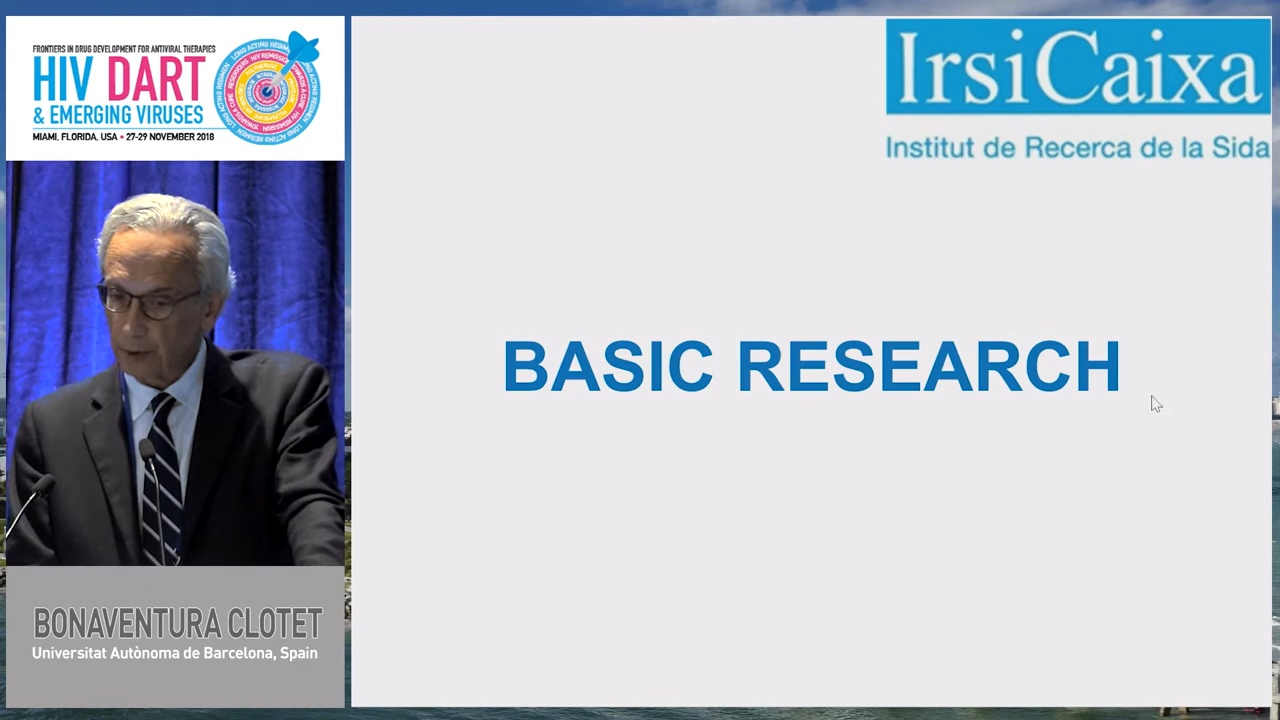 FRONTIERS IN DRUG DEVELOPMENT FOR ANTIVIRAL THERAPIES
HIV DART
& EMERGING VIRUSES
MIAMI, FLORIDA, USA • 27-29 NOVEMBER 2018
IrsiCaixa
Institut de Recerca de la Sida
BASIC RESEARCH
BONAVENTURA CLOTET
Universitat Autònoma de Barcelona, Spain